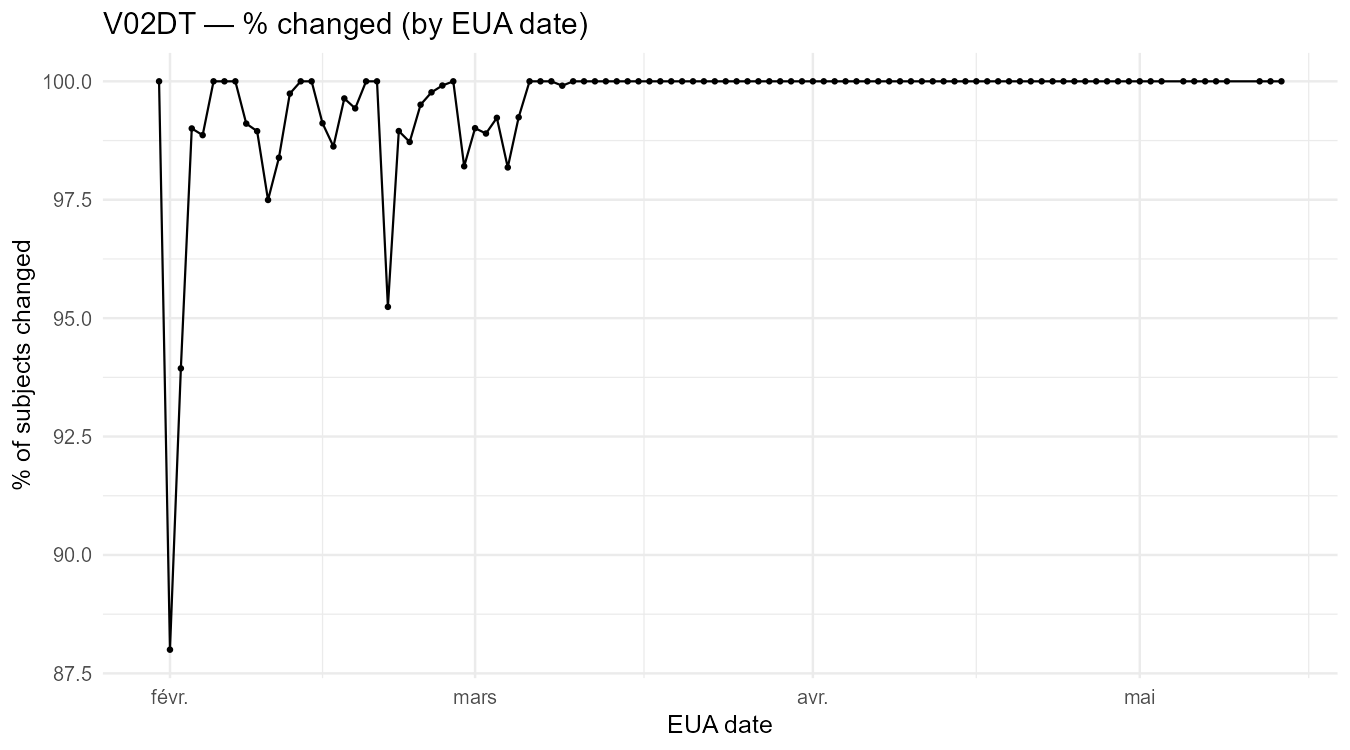 V02DT — % changed (by EUA date)
100.0
97.5
95.0
92.5
90.0
87.5
% of subjects changed
févr.
mars
avr.
mai
EUA date